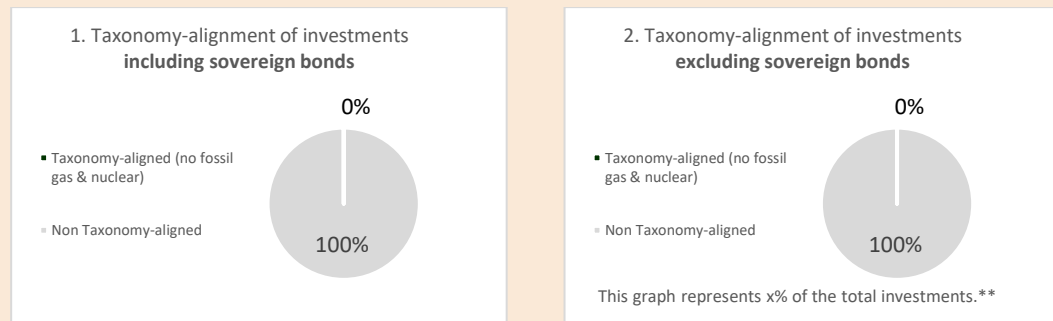 1. Taxonomy-alignment of investments
including sovereign bonds
0%
Taxonomy-aligned (no fossil
gas & nuclear)
Non Taxonomy-aligned
100%
2. Taxonomy-alignment of investments
excluding sovereign bonds
0%
Taxonomy-aligned (no fossil
gas & nuclear)
Non Taxonomy-aligned
100%
This graph represents x% of the total investments.**